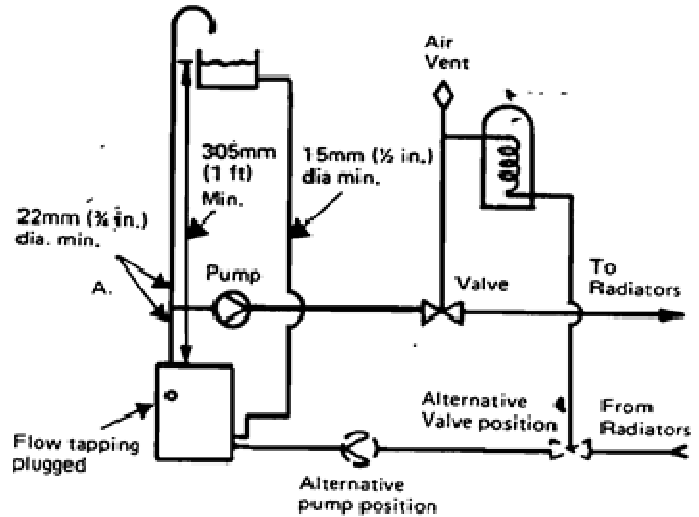 Air
Vent
305mm
(1 ft)
Min.
15mm (½ in.)
dia min.
22mm (¾ in.)
dia. min.
A.
Pump
Valve
To
Radiators
Alternative
Valve position
From
Radiators
Flow tapping
plugged
Alternative
pump position